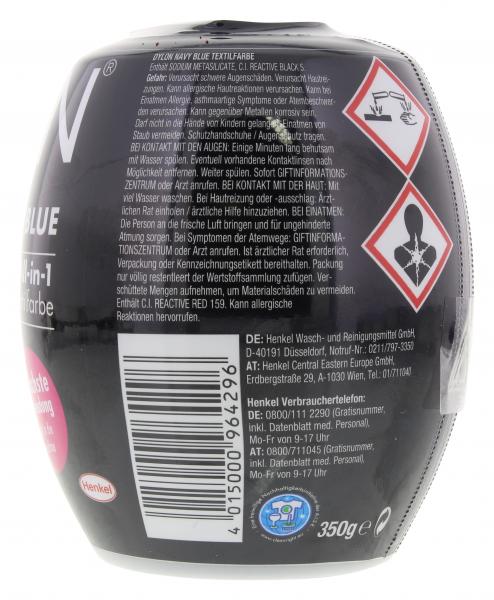 DYLON NAVY BLUE TEXTILFARBE
Enthält SODIUM METASILICATE, C.I. REACTIVE BLACK 5.
Gefahr: Verursacht schwere Augenschäden. Verursacht Hautrei-
zungen. Kann allergische Hautreaktionen verursachen. Kann bei
Einatmen Allergie, asthmaartige Symptome oder Atembeschwer-
den verursachen. Kann gegenüber Metallen korrosiv sein.
Darf nicht in die Hände von Kindern gelangen. Einatmen von
Staub vermeiden. Schutzhandschuhe / Augenschutz tragen.
BEI KONTAKT MIT DEN AUGEN: Einige Minuten lang behutsam
mit Wasser spülen. Eventuell vorhandene Kontaktlinsen nach
Möglichkeit entfernen. Weiter spülen. Sofort GIFTINFORMATIONS-
ZENTRUM oder Arzt anrufen. BEI KONTAKT MIT DER HAUT: Mit
viel Wasser waschen. Bei Hautreizung oder -ausschlag: Ärzt-
lichen Rat einholen / ärztliche Hilfe hinzuziehen. BEI EINATMEN:
Die Person an die frische Luft bringen und für ungehinderte
Atmung sorgen. Bei Symptomen der Atemwege: GIFTINFORMA-
TIONSZENTRUM oder Arzt anrufen. Ist ärztlicher Rat erforderlich,
Verpackung oder Kennzeichnungsetikett bereithalten. Packung
nur völlig restentleert der Wertstoffsammlung zufügen. Ver-
schüttete Mengen aufnehmen, um Materialschäden zu vermeiden.
Enthält C.I. REACTIVE RED 159. Kann allergische
Reaktionen hervorrufen.
N®
BLUE
ll-in-1
farbe
DE: Henkel Wasch- und Reinigungsmittel GmbH,
D-40191 Düsseldorf, Notruf-Nr.: 0211/797-3350
AT: Henkel Central Eastern Europe GmbH,
Erdbergstraße 29, A-1030 Wien, Tel.: 01/711040
Henkel Verbrauchertelefon:
DE: 0800/111 2290 (Gratisnummer,
inkl. Datenblatt med. Personal),
Mo-Fr von 9-17 Uhr
AT: 0800/711045 (Gratisnummer,
inkl. Datenblatt med. Personal),
Mo-Fr von 9-17 Uhr
4 015000 964296
Henkel
350g e